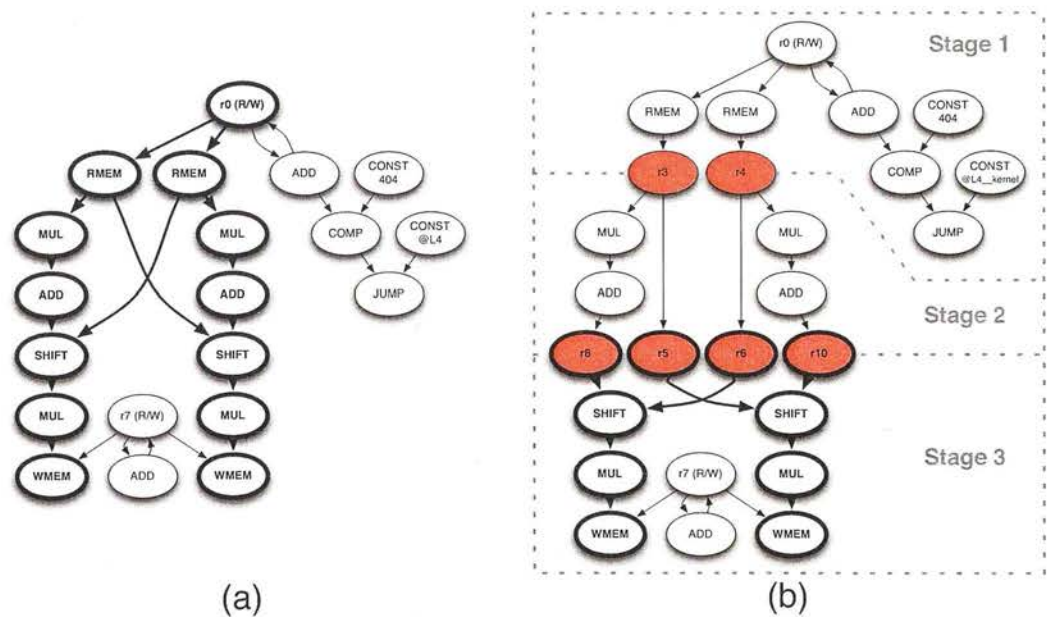 r0 (R/W)
RMEM
RMEM
ADD
CONST
404
MUL
MUL
COMP
CONST
@L4
ADD
ADD
JUMP
SHIFT
SHIFT
MUL
r7 (R/W)
MUL
WMEM
ADD
WMEM
(a)
r0 (R/W)
Stage 1
RMEM
RMEM
ADD
CONST
404
r3
r4
COMP
CONST
@L4__kernel
MUL
MUL
JUMP
ADD
ADD
Stage 2
r8
r5
r6
r10
SHIFT
SHIFT
Stage 3
MUL
r7 (R/W)
MUL
WMEM
ADD
WMEM
(b)